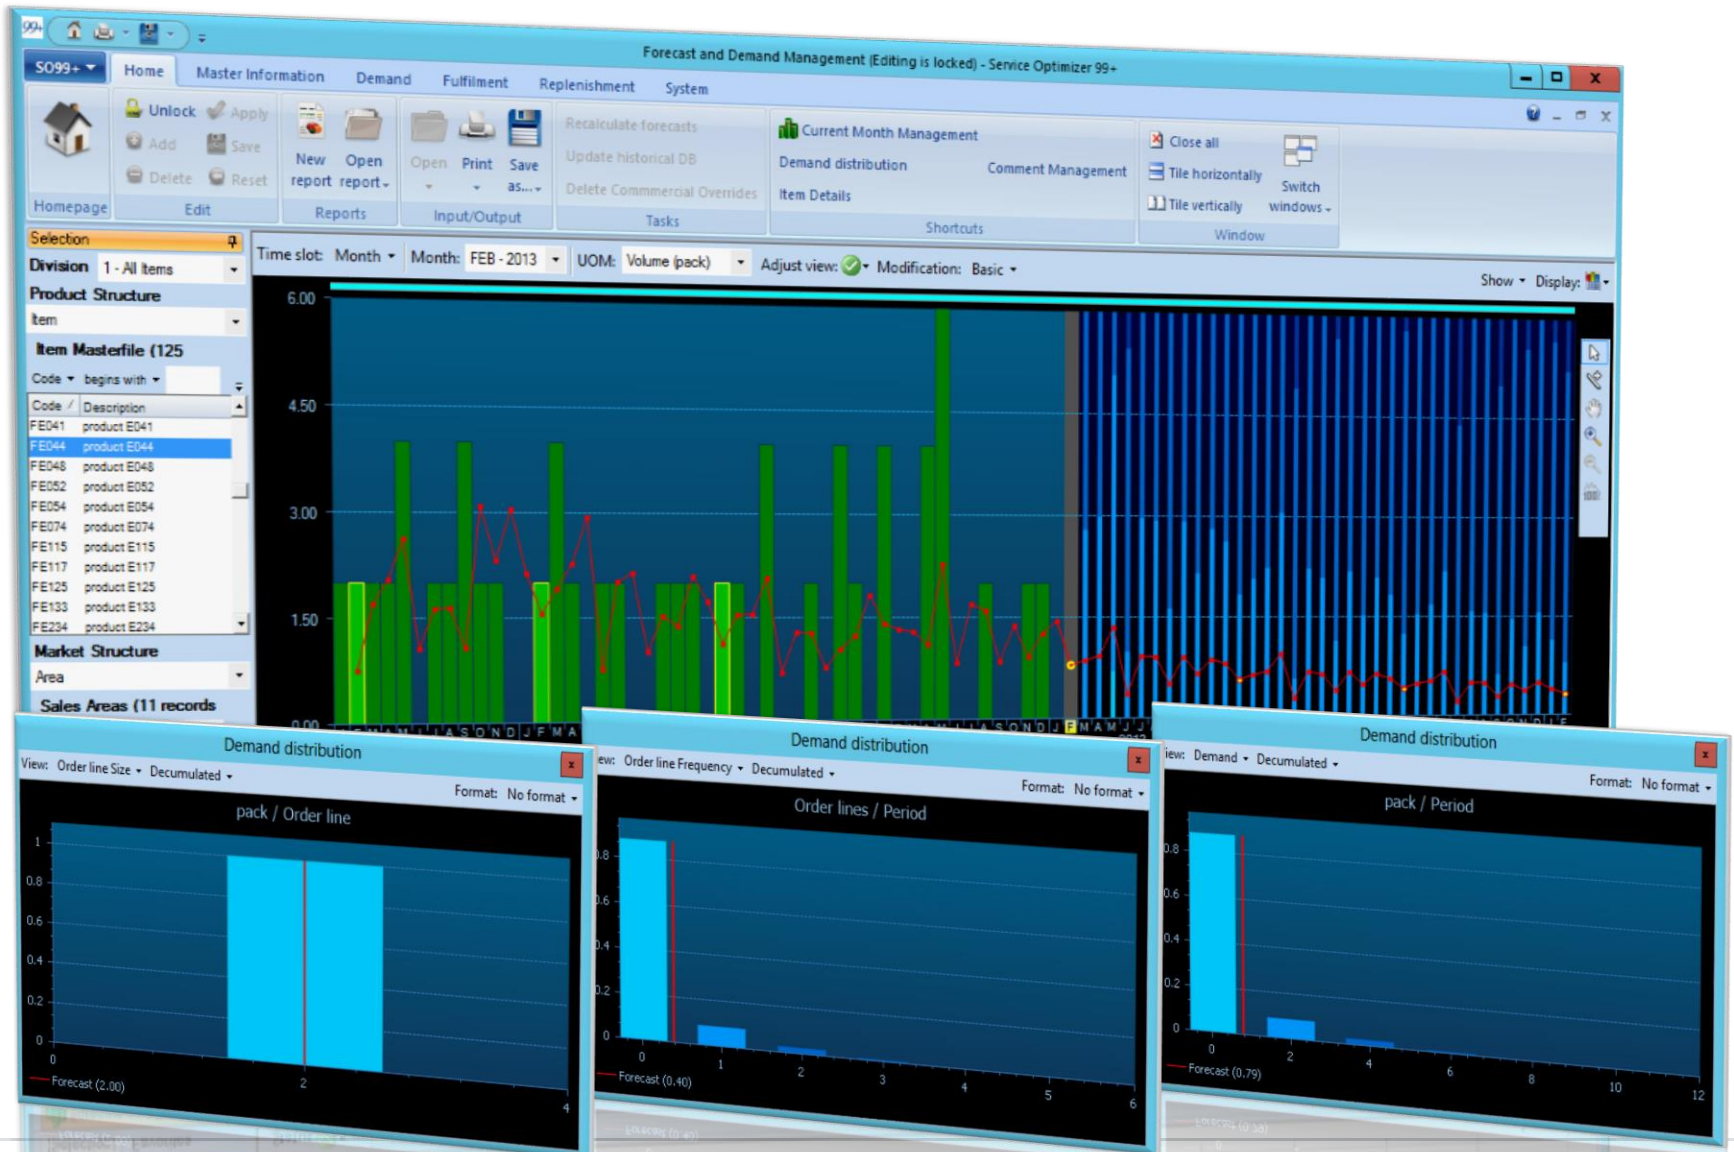 99+
Forecast and Demand Management (Editing is locked) - Service Optimizer 99+
SO99+ Home Master Information Demand Fulfilment Replenishment System
Unlock Apply
Add Save
Delete Reset
Edit
Homepage
New report
Open report
Reports
Open Print Save as...
Input/Output
Recalculate forecasts
Update historical DB
Delete Commmercial Overrides
Tasks
Current Month Management
Demand distribution Comment Management
Item Details
Shortcuts
Close all
Tile horizontally
Tile vertically
Switch windows
Window
Selection
Division 1 - All Items
Product Structure
Item
Item Masterfile (125
Code begins with
Code / Description
FE041 product E041
FE044 product E044
FE048 product E048
FE052 product E052
FE054 product E054
FE074 product E074
FE115 product E115
FE117 product E117
FE125 product E125
FE133 product E133
FE234 product E234
Market Structure
Area
Sales Areas (11 records
Time slot: Month Month: FEB - 2013 UOM: Volume (pack) Adjust view: Modification: Basic Show Display:
6.00
4.50
3.00
1.50
0.00
M A M J J A S O N D J F M A
M J J A S O N D J F M A M J J
2013
Demand distribution
View: Order line Size Decumulated
Format: No format
pack / Order line
1
0.8
0.6
0.4
0.2
0
0 2 4
Forecast (2.00)
Demand distribution
ew: Order line Frequency Decumulated
Format: No format
Order lines / Period
0.8
0.6
0.4
0.2
0
0 1 2 3 4 5 6
Forecast (0.40)
Demand distribution
iew: Demand Decumulated
Format: No format
pack / Period
0.8
0.6
0.4
0.2
0
0 2 4 6 8 10 12
Forecast (0.79)